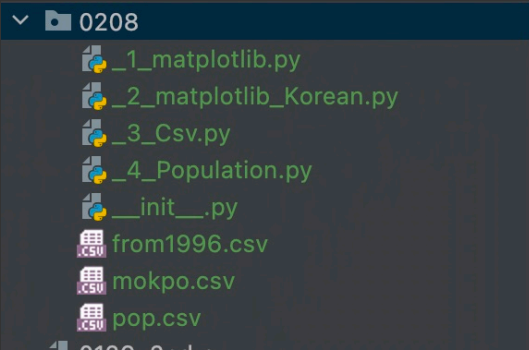 0208
_1_matplotlib.py
_2_matplotlib_Korean.py
_3_Csv.py
_4_Population.py
__init__.py
from1996.csv
mokpo.csv
pop.csv